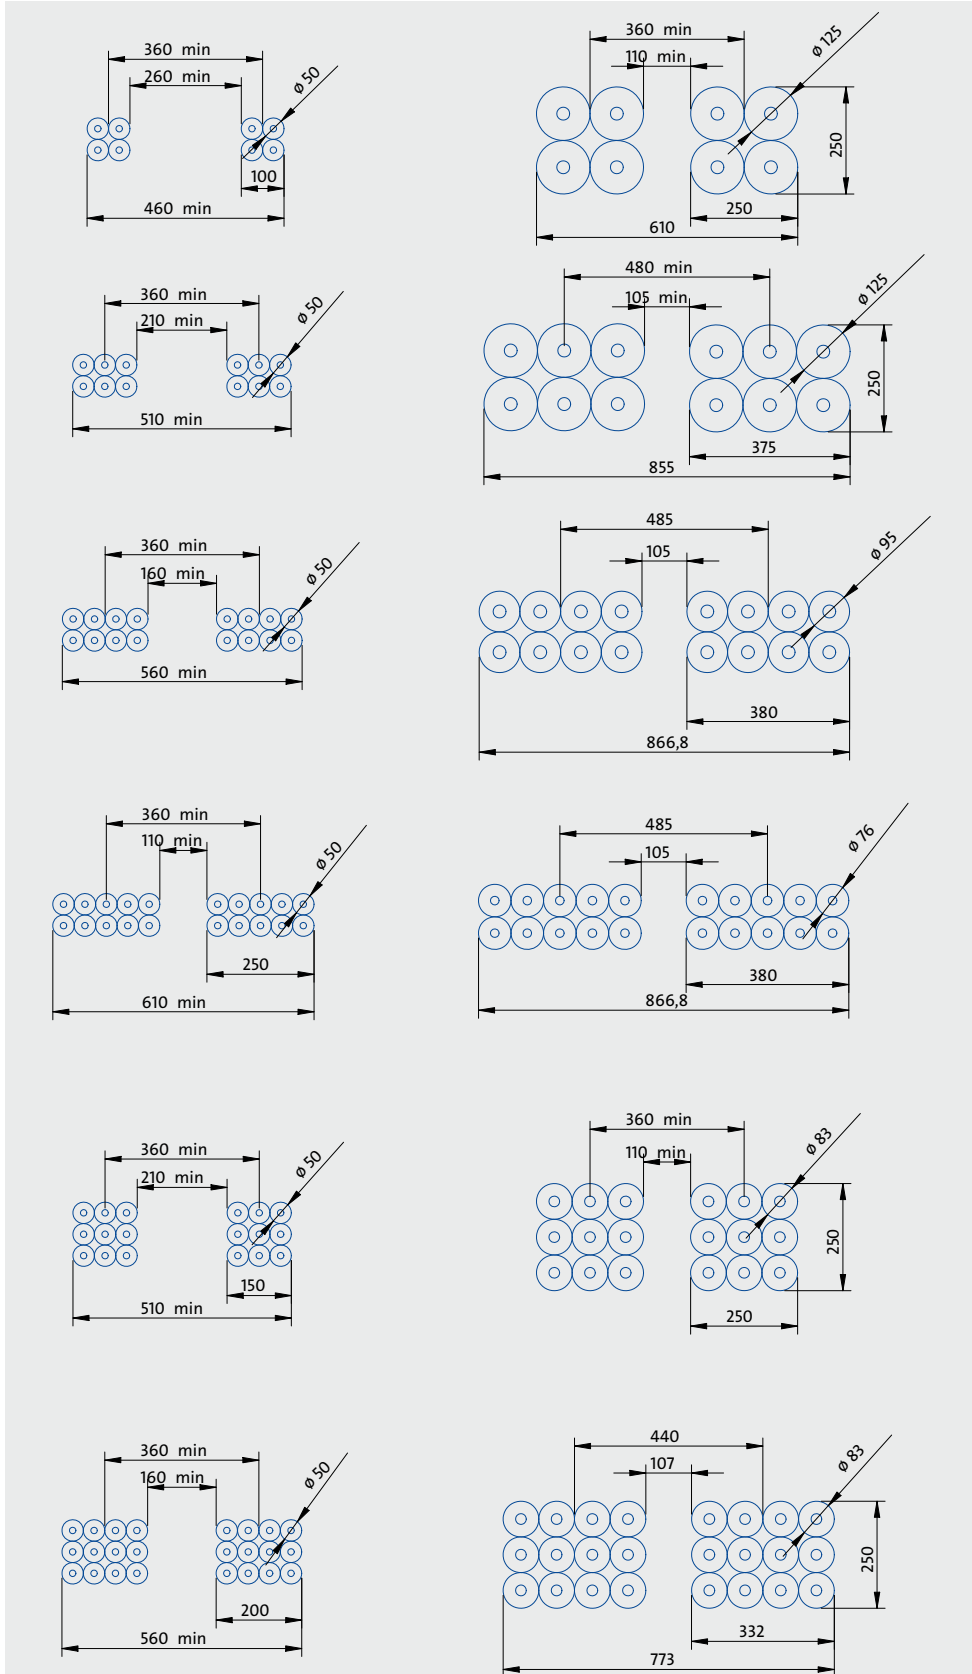 360 min
260 min
ø 50
100
460 min
360 min
110 min
ø 125
250
250
610
360 min
210 min
ø 50
510 min
480 min
105 min
ø 125
250
375
855
360 min
160 min
ø 50
560 min
485
105
ø 95
380
866,8
360 min
110 min
ø 50
250
610 min
485
105
ø 76
380
866,8
360 min
210 min
ø 50
150
510 min
360 min
110 min
ø 83
250
250
360 min
160 min
ø 50
200
560 min
440
107
ø 83
250
332
773